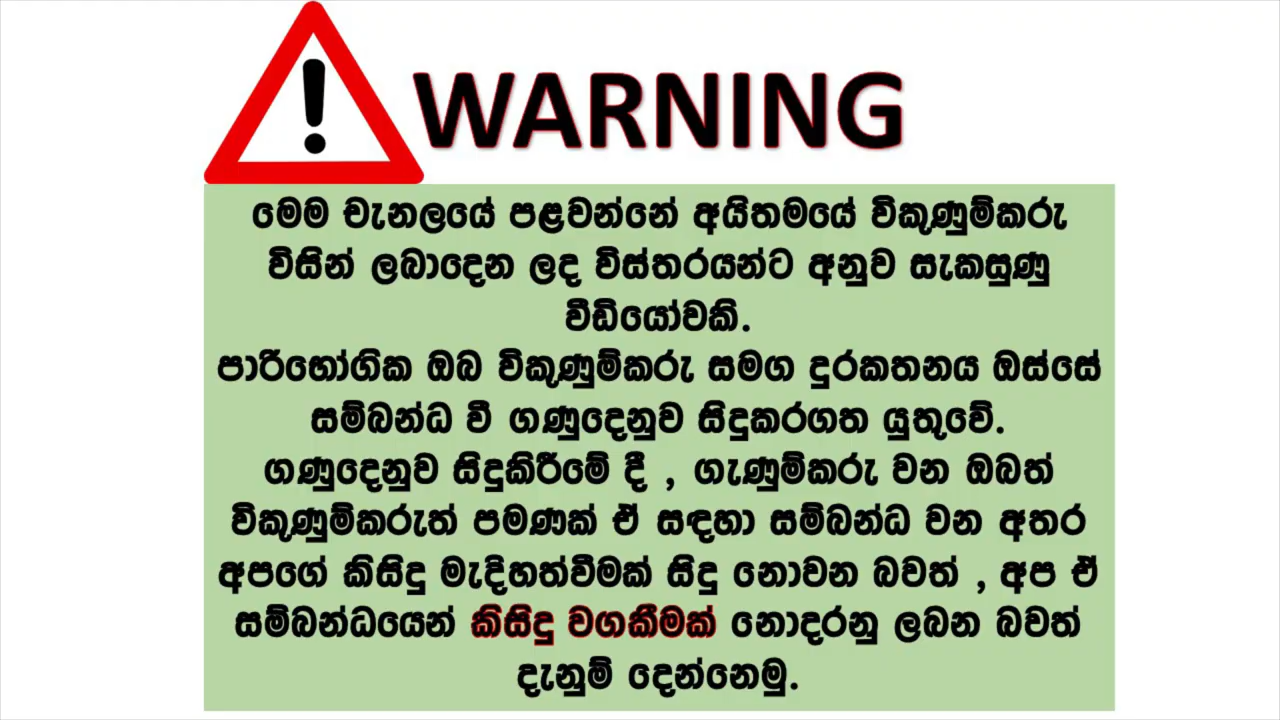 WARNING
මෙම චැනලයේ පළවන්නේ අයිතමයේ විකුණුම්කරු
විසින් ලබාදෙන ලද විස්තරයන්ට අනුව සැකසුණු
වීඩියෝවකි.
පාරිභෝගික ඔබ විකුණුම්කරු සමග දුරකතනය ඔස්සේ
සම්බන්ධ වී ගණුදෙනුව සිදුකරගත යුතුවේ.
ගණුදෙනුව සිදුකිරීමේ දී , ගැණුම්කරු වන ඔබත්
විකුණුම්කරුත් පමණක් ඒ සඳහා සම්බන්ධ වන අතර
අපගේ කිසිදු මැදිහත්වීමක් සිදු නොවන බවත් , අප ඒ
සම්බන්ධයෙන් කිසිදු වගකීමක් නොදරනු ලබන බවත්
දැනුම් දෙන්නෙමු.